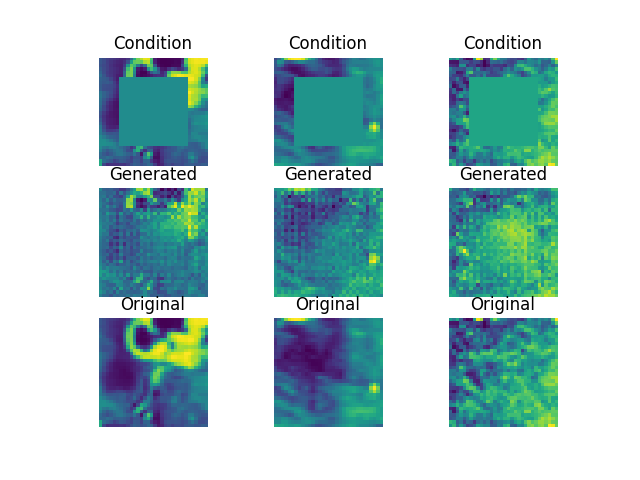 Condition Condition Condition
Generated Generated Generated
Original Original Original